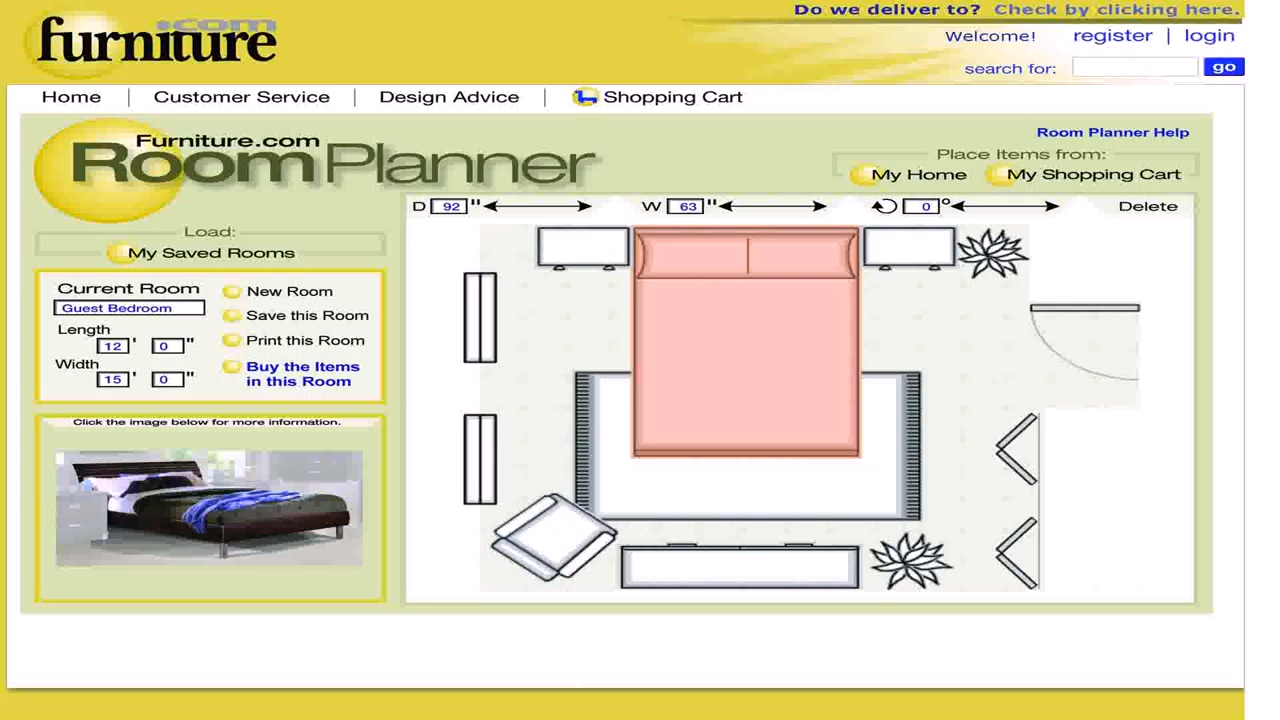 Do we deliver to? Check by clicking here.
.com
furniture
Welcome! register | login
search for: go
Home | Customer Service | Design Advice | Shopping Cart
Room Planner Help
Furniture.com
RoomPlanner
Place Items from:
My Home My Shopping Cart
D 92 " W 63 " 0 ° Delete
Load:
My Saved Rooms
Current Room
Guest Bedroom
Length
12 ' 0 "
Width
15 ' 0 "
New Room
Save this Room
Print this Room
Buy the Items
in this Room
Click the image below for more information.